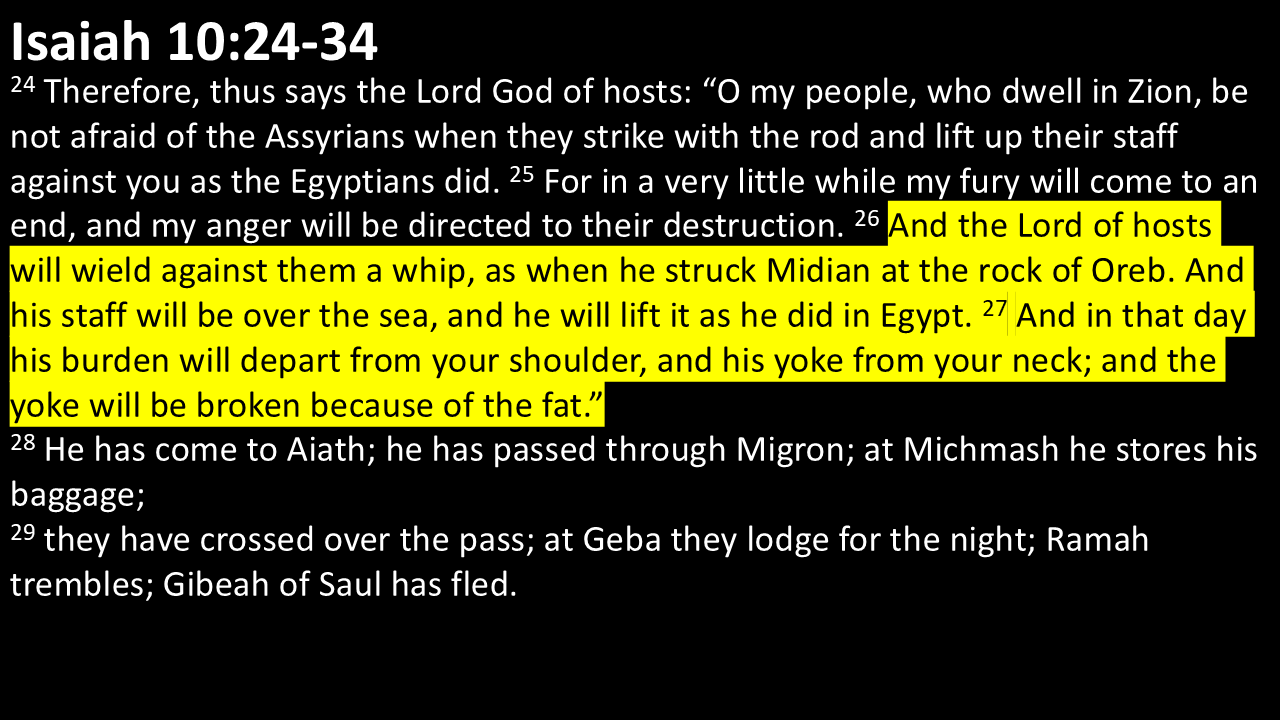 Isaiah 10:24-34
24 Therefore, thus says the Lord God of hosts: “O my people, who dwell in Zion, be
not afraid of the Assyrians when they strike with the rod and lift up their staff
against you as the Egyptians did. 25 For in a very little while my fury will come to an
end, and my anger will be directed to their destruction. 26 And the Lord of hosts
will wield against them a whip, as when he struck Midian at the rock of Oreb. And
his staff will be over the sea, and he will lift it as he did in Egypt. 27 And in that day
his burden will depart from your shoulder, and his yoke from your neck; and the
yoke will be broken because of the fat.”
28 He has come to Aiath; he has passed through Migron; at Michmash he stores his
baggage;
29 they have crossed over the pass; at Geba they lodge for the night; Ramah
trembles; Gibeah of Saul has fled.